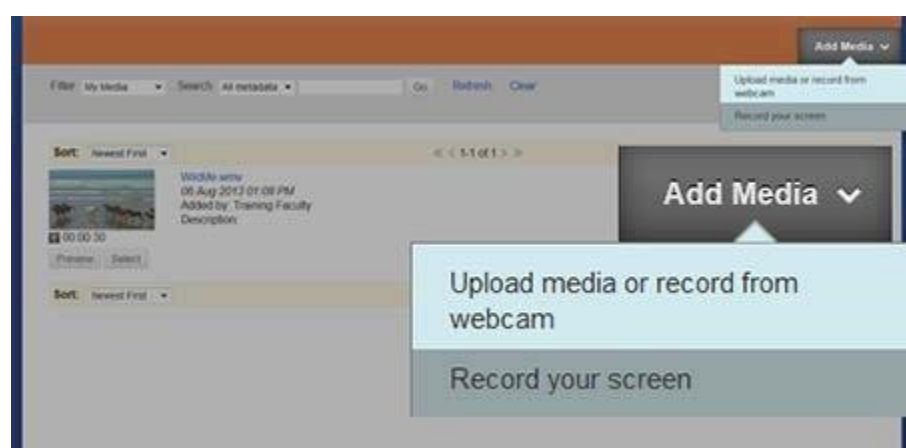 Add Media
Upload media or record from
webcam
Record your screen
Filter My Media Search All metadata Go Refresh Clear
Sort: Newest First < 1-1 of 1 >
Wildlife.wmv
06 Aug 2012 01:08 PM
Added by: Training Faculty
Description:
00:00:30
Preview Select
Sort: Newest First
Add Media
Upload media or record from
webcam
Record your screen